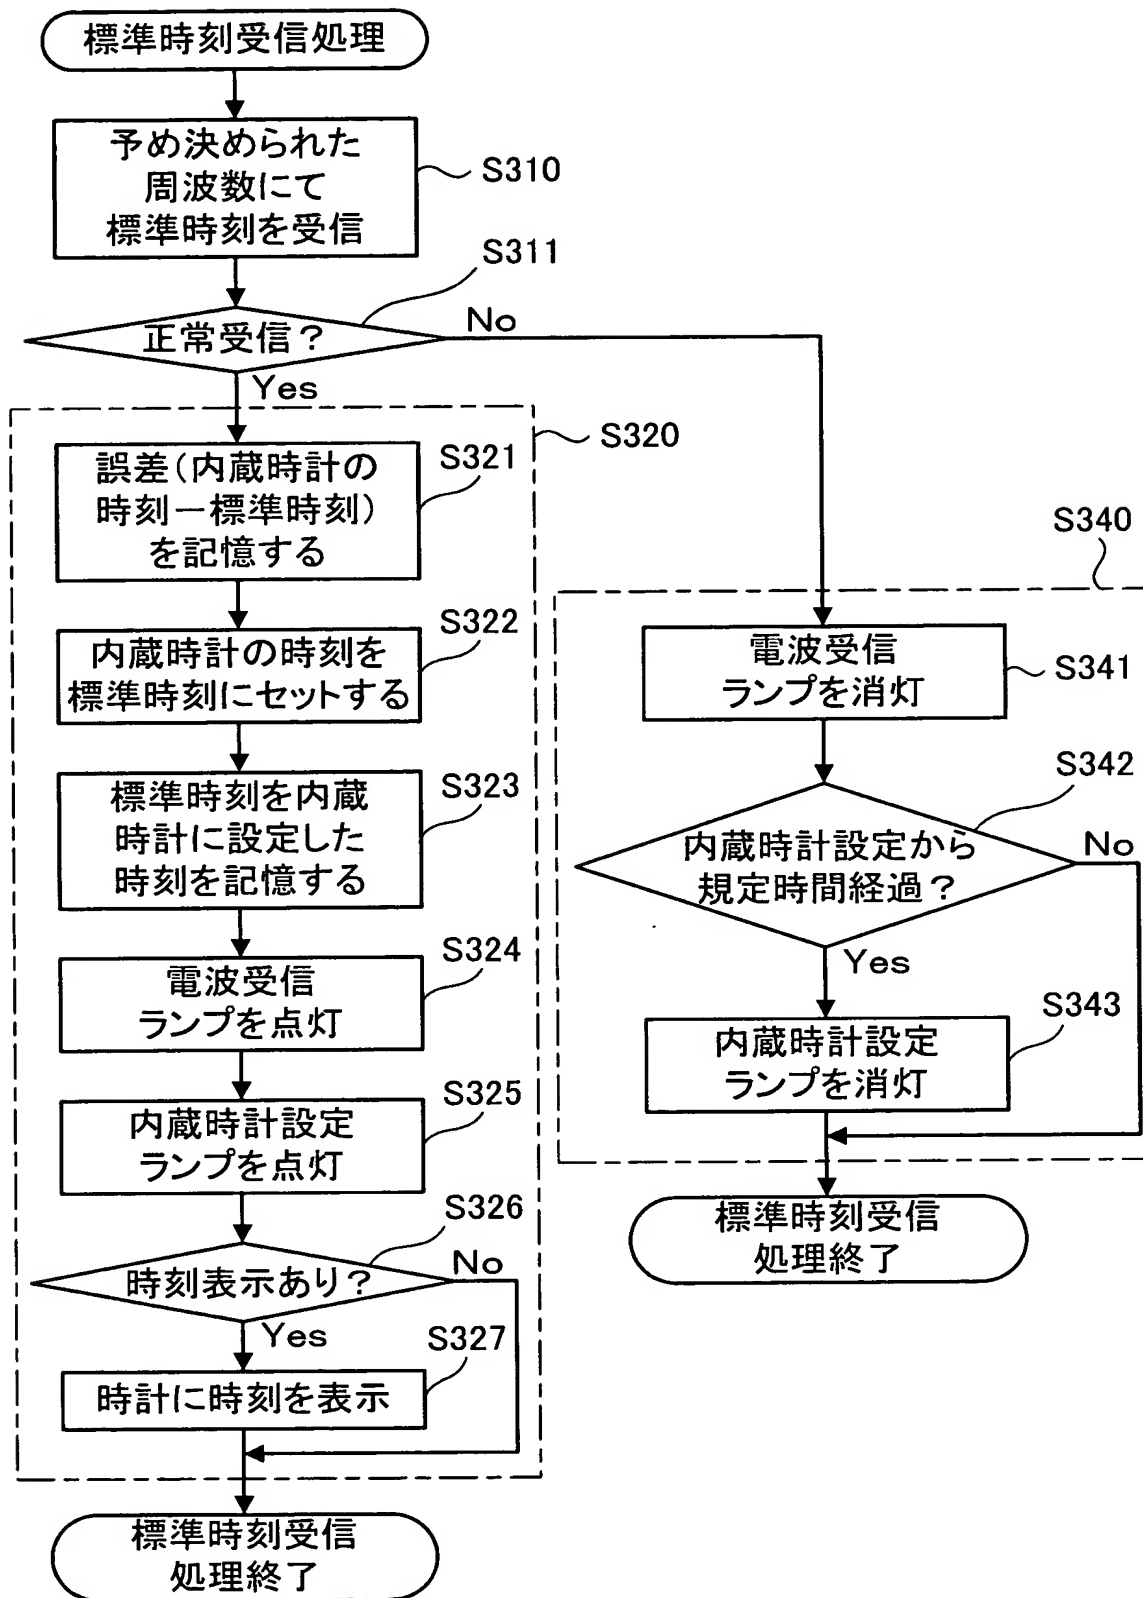 標準時刻受信処理
予め決められた
周波数にて
標準時刻を受信
S310
S311
正常受信？
No
Yes
S320
S321
誤差（内蔵時計の
時刻－標準時刻）
を記憶する
S322
内蔵時計の時刻を
標準時刻にセットする
S323
標準時刻を内蔵
時計に設定した
時刻を記憶する
S324
電波受信
ランプを点灯
S325
内蔵時計設定
ランプを点灯
S326
時刻表示あり？
No
Yes
S327
時計に時刻を表示
標準時刻受信
処理終了
S340
電波受信
ランプを消灯
S341
S342
内蔵時計設定から
規定時間経過？
No
Yes
S343
内蔵時計設定
ランプを消灯
標準時刻受信
処理終了